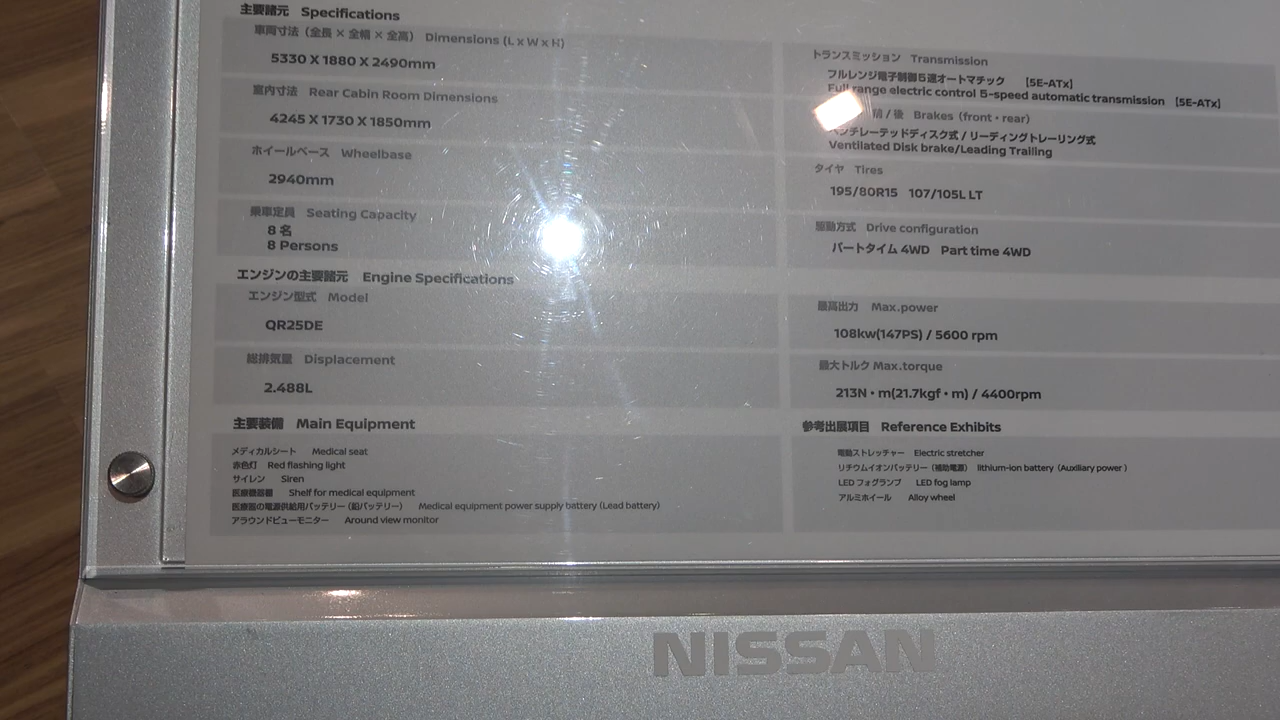 主要諸元 Specifications
車両寸法（全長 × 全幅 × 全高） Dimensions (L x W x H)
5330 X 1880 X 2490mm
室内寸法 Rear Cabin Room Dimensions
4245 X 1730 X 1850mm
ホイールベース Wheelbase
2940mm
乗車定員 Seating Capacity
8 名
8 Persons
トランスミッション Transmission
フルレンジ電子制御５速オートマチック ［5E-ATx］
Full range electric control 5-speed automatic transmission ［5E-ATx］
前 / 後 Brakes (front・rear)
ベンチレーテッドディスク式 / リーディングトレーリング式
Ventilated Disk brake/Leading Trailing
タイヤ Tires
195/80R15 107/105L LT
駆動方式 Drive configuration
パートタイム 4WD Part time 4WD
エンジンの主要諸元 Engine Specifications
エンジン型式 Model
QR25DE
総排気量 Displacement
2.488L
最高出力 Max.power
108kw(147PS) / 5600 rpm
最大トルク Max.torque
213N・m(21.7kgf・m) / 4400rpm
主要装備 Main Equipment
メディカルシート Medical seat
赤色灯 Red flashing light
サイレン Siren
医療機器棚 Shelf for medical equipment
医療器の電源供給用バッテリー（鉛バッテリー） Medical equipment power supply battery (Lead battery)
アラウンドビューモニター Around view monitor
参考出展項目 Reference Exhibits
電動ストレッチャー Electric stretcher
リチウムイオンバッテリー（補助電源） lithium-ion battery（Auxiliary power）
LED フォグランプ LED fog lamp
アルミホイール Alloy wheel
NISSAN